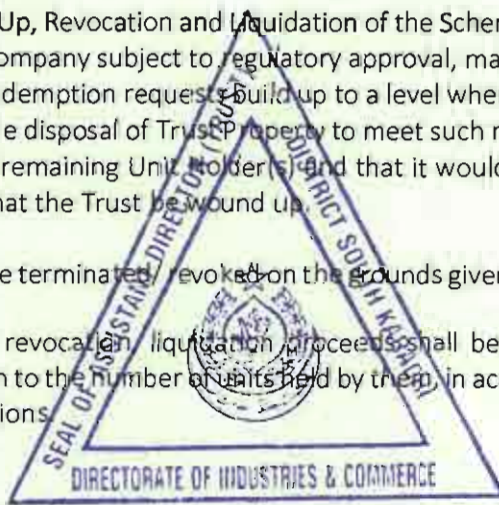 Up, Revocation and Liquidation of the Schem
ompany subject to regulatory approval, ma
demption requests build up to a level whe
e disposal of Trust Property to meet such r
remaining Unit Holder(s) and that it would
hat the Trust be wound up.
e terminated/ revoked on the grounds given
revocation, liquidation proceeds shall be
n to the number of units held by them, in ac
ions.
SEAL OF ASSISTANT DIRECTOR (TRUST)
DISTRICT SOUTH KARACHI
DIRECTORATE OF INDUSTRIES & COMMERCE